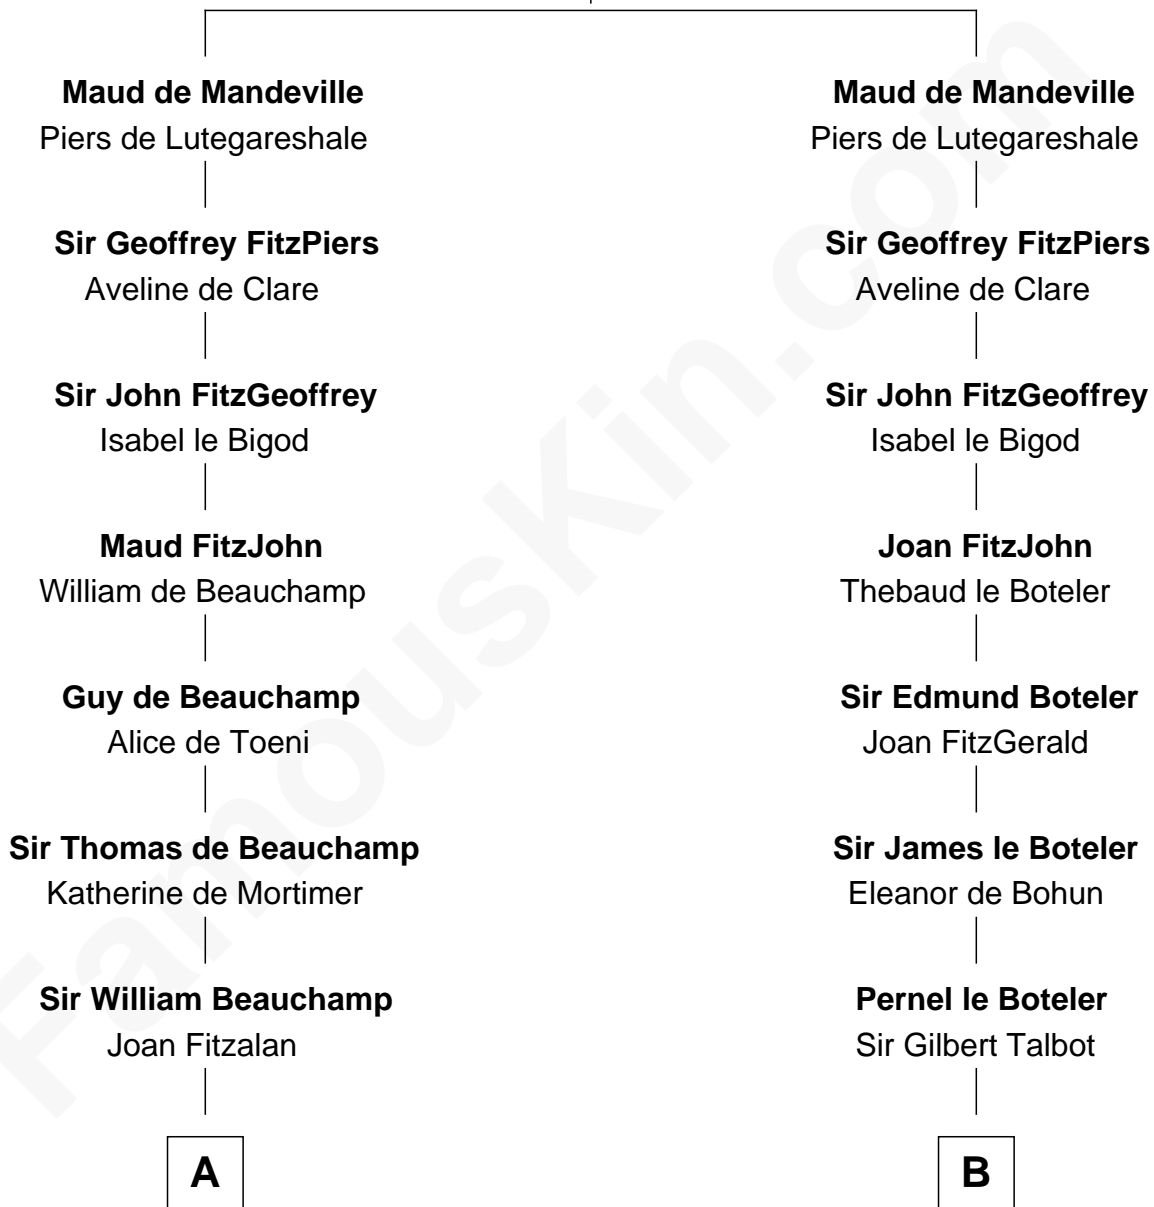 Maud de Mandeville
Piers de Lutegareshale
Sir Geoffrey FitzPiers
Aveline de Clare
Sir John FitzGeoffrey
Isabel le Bigod
Maud FitzJohn
William de Beauchamp
Guy de Beauchamp
Alice de Toeni
Sir Thomas de Beauchamp
Katherine de Mortimer
Sir William Beauchamp
Joan Fitzalan
A
Maud de Mandeville
Piers de Lutegareshale
Sir Geoffrey FitzPiers
Aveline de Clare
Sir John FitzGeoffrey
Isabel le Bigod
Joan FitzJohn
Thebaud le Boteler
Sir Edmund Boteler
Joan FitzGerald
Sir James le Boteler
Eleanor de Bohun
Pernel le Boteler
Sir Gilbert Talbot
B
FamousKin.com